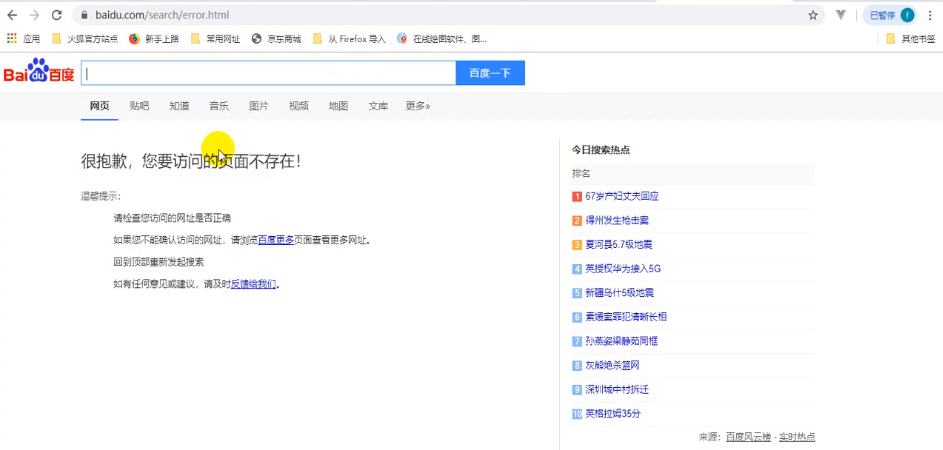 baidu.com/search/error.html
已暂停 f
应用 火狐官方站点 新手上路 常用网址 京东商城 从 Firefox 导入 在线绘图软件、图... 其他书签
Bai du 百度 百度一下
网页 贴吧 知道 音乐 图片 视频 地图 文库 更多»
很抱歉，您要访问的页面不存在！
温馨提示：
请检查您访问的网址是否正确
如果您不能确认访问的网址，请浏览百度更多页面查看更多网址。
回到顶部重新发起搜索
如有任何意见或建议，请及时反馈给我们。
今日搜索热点
排名
1 67岁产妇丈夫回应
2 得州发生枪击案
3 夏河县5.7级地震
4 英授权华为接入5G
5 新疆乌什5级地震
6 素媛案罪犯清晰长相
7 孙燕姿梁静茹同框
8 灰熊绝杀篮网
9 深圳城中村拆迁
10 英格拉姆35分
来源：百度风云榜 - 实时热点